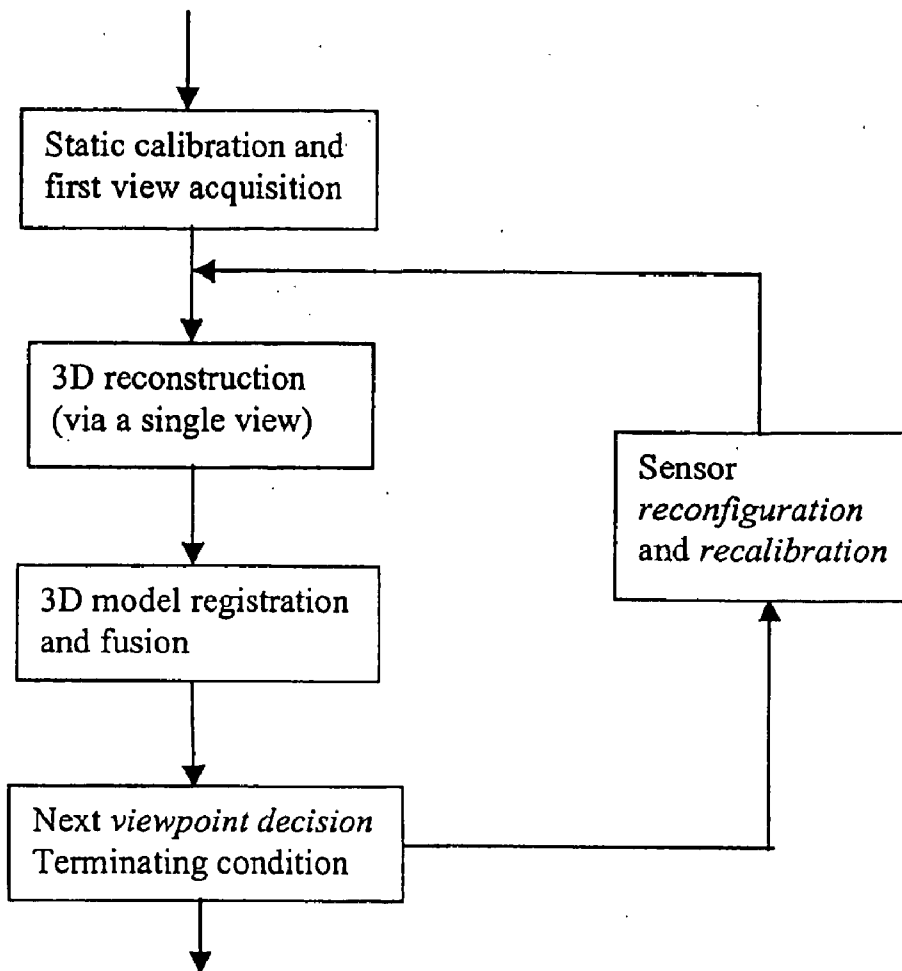 Static calibration and
first view acquisition
3D reconstruction
(via a single view)
3D model registration
and fusion
Next viewpoint decision
Terminating condition
Sensor
reconfiguration
and recalibration